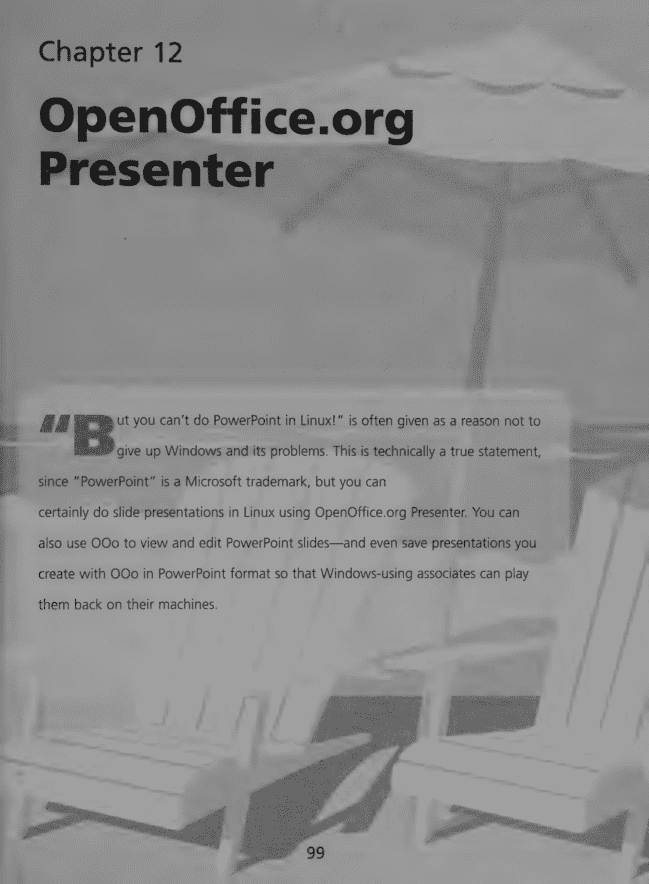 Chapter 12
OpenOffice.org
Presenter
"But you can't do PowerPoint in Linux!" is often given as a reason not to
give up Windows and its problems. This is technically a true statement,
since "PowerPoint" is a Microsoft trademark, but you can
certainly do slide presentations in Linux using OpenOffice.org Presenter. You can
also use OOo to view and edit PowerPoint slides—and even save presentations you
create with OOo in PowerPoint format so that Windows-using associates can play
them back on their machines.
99